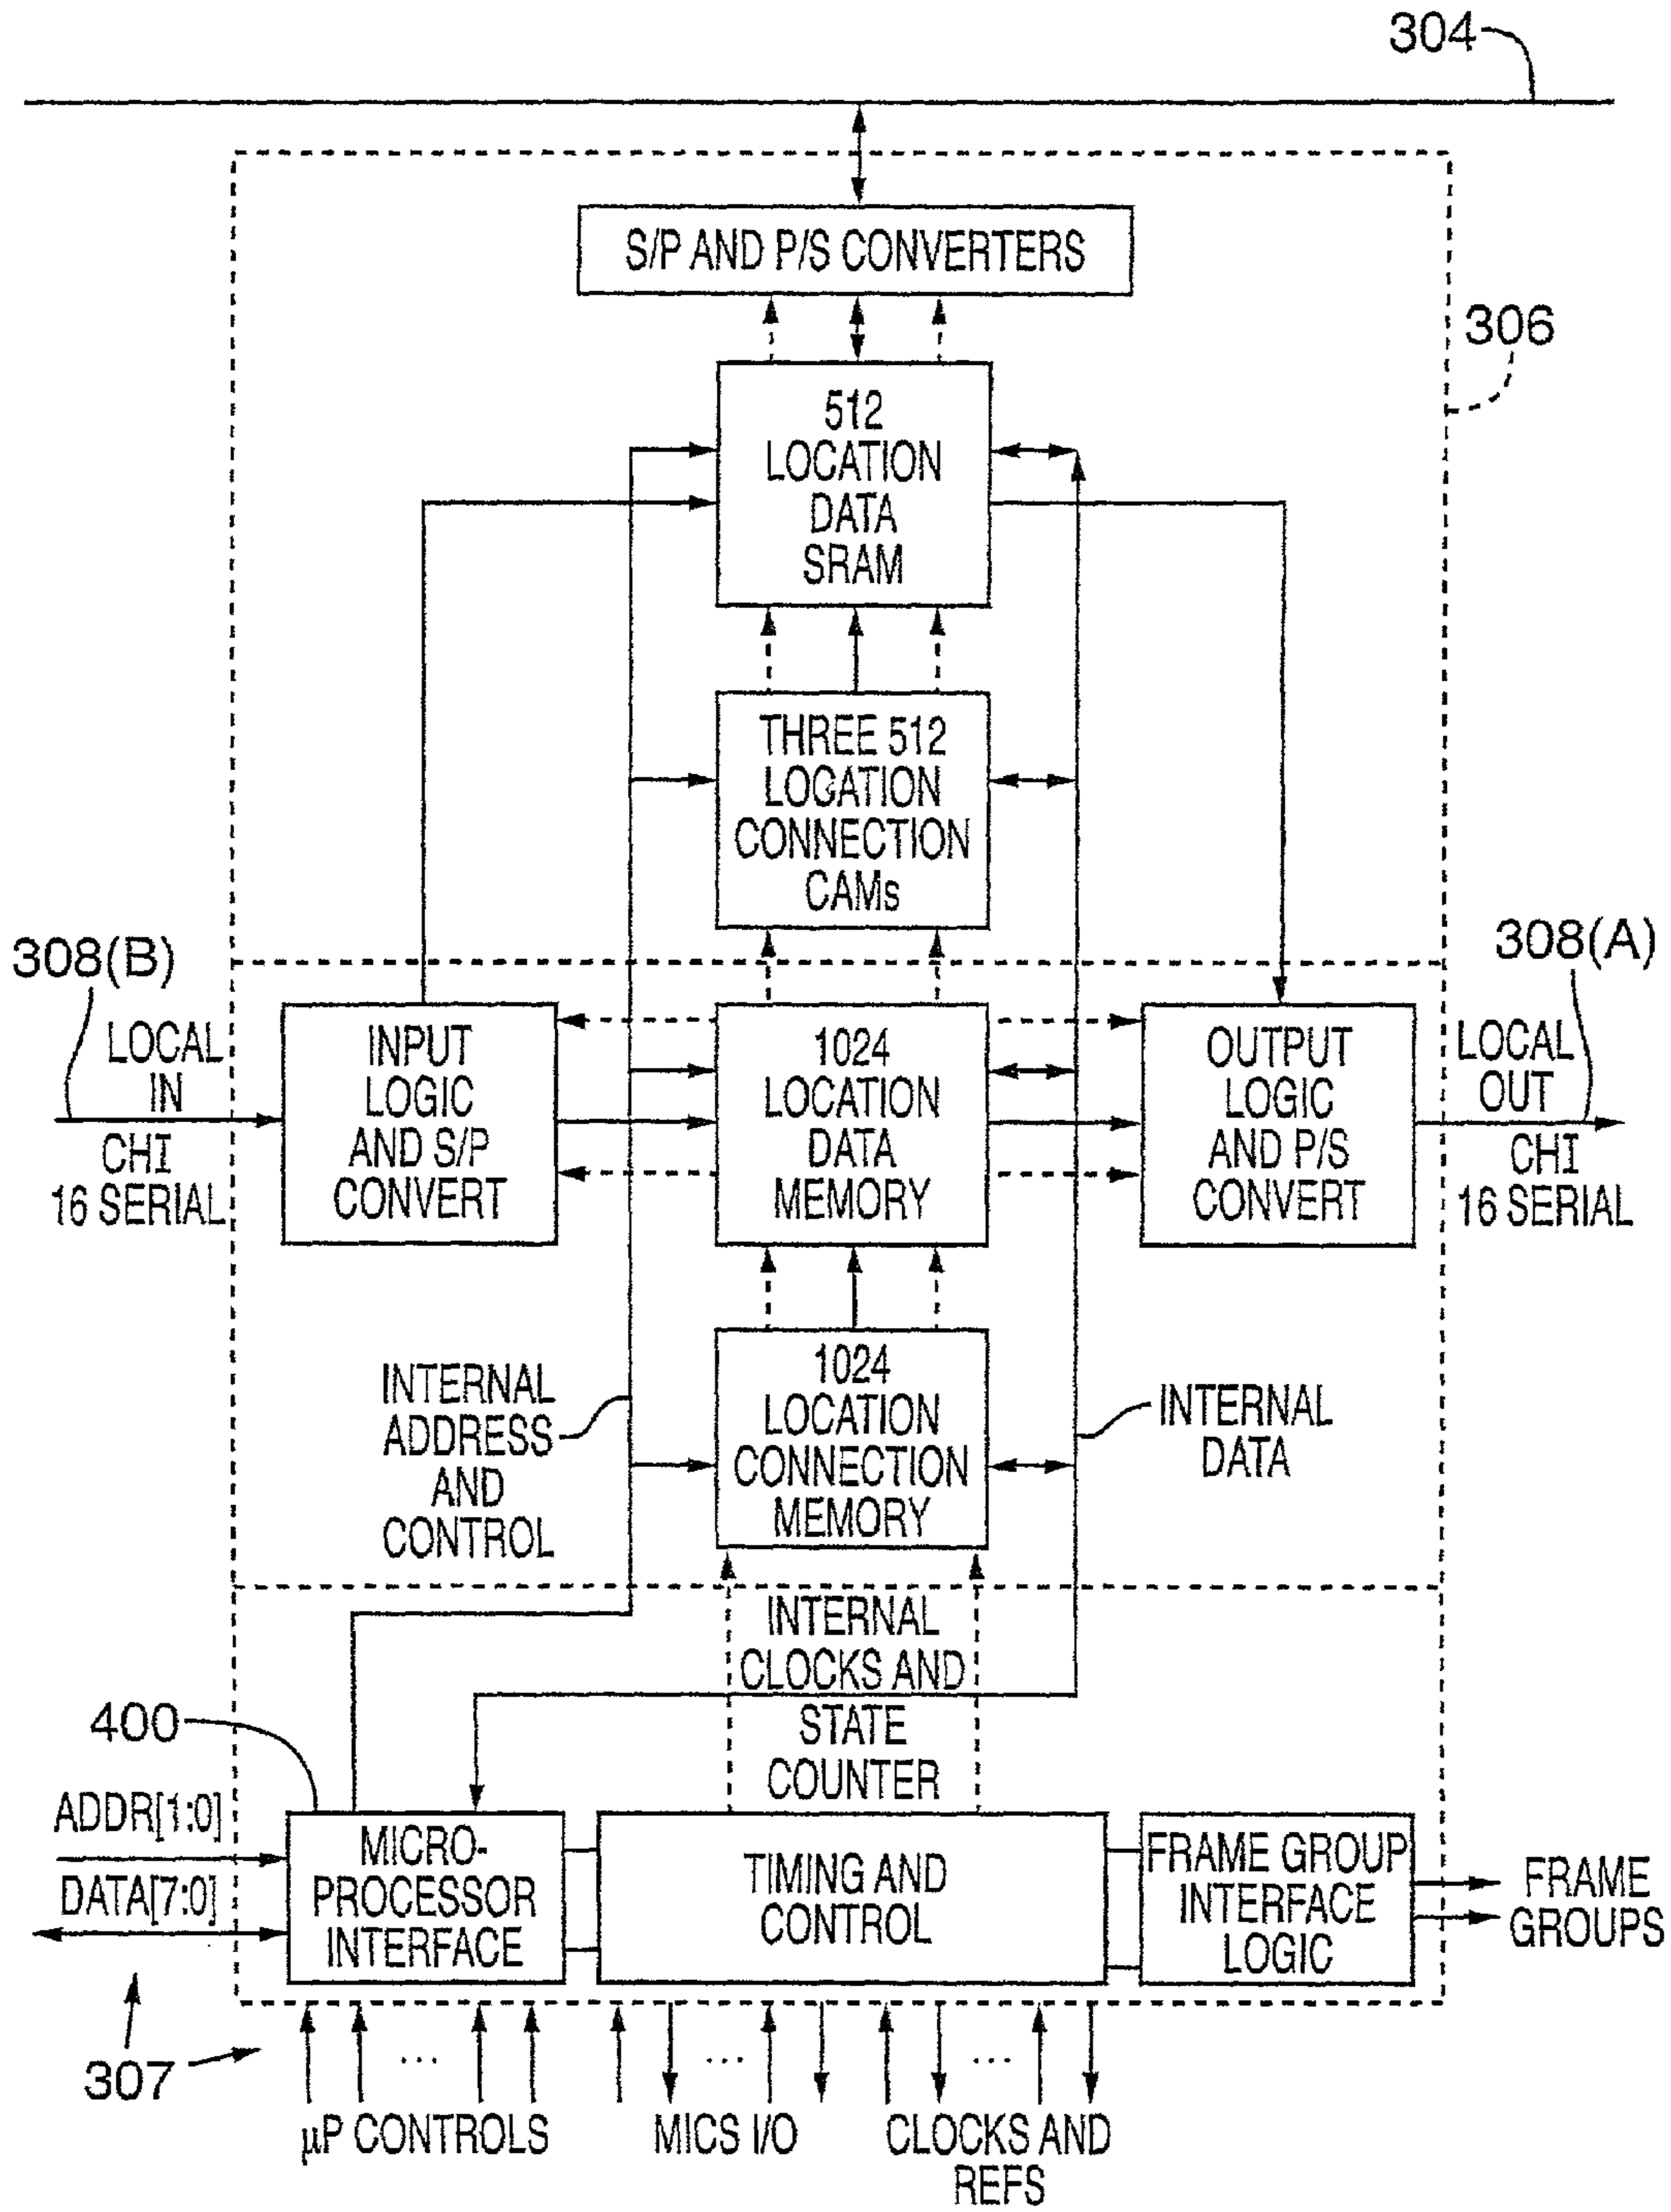 304
S/P AND P/S CONVERTERS
306
512
LOCATION
DATA
SRAM
THREE 512
LOCATION
CONNECTION
CAMs
308(B)
308(A)
LOCAL
IN
CHI
16 SERIAL
INPUT
LOGIC
AND S/P
CONVERT
1024
LOCATION
DATA
MEMORY
OUTPUT
LOGIC
AND P/S
CONVERT
LOCAL
OUT
CHI
16 SERIAL
INTERNAL
ADDRESS
AND
CONTROL
1024
LOCATION
CONNECTION
MEMORY
INTERNAL
DATA
INTERNAL
CLOCKS AND
STATE
COUNTER
400
ADDR[1:0]
DATA[7:0]
MICRO-
PROCESSOR
INTERFACE
TIMING AND
CONTROL
FRAME GROUP
INTERFACE
LOGIC
FRAME
GROUPS
307
...
...
...
µP CONTROLS
MICS I/O
CLOCKS AND
REFS